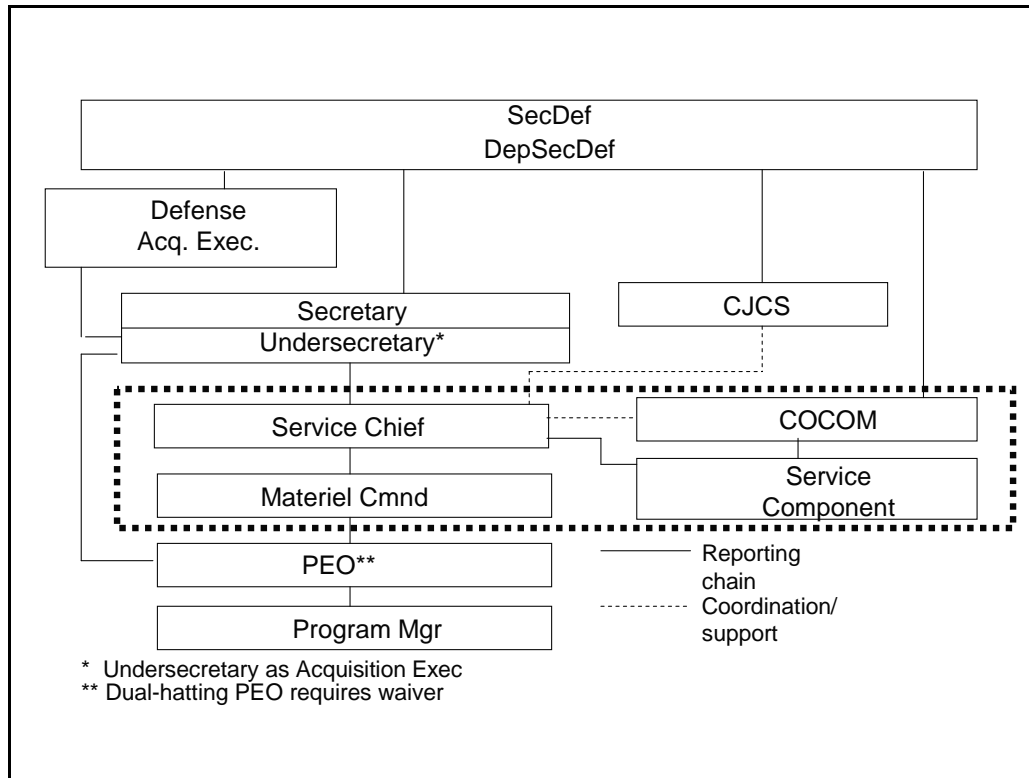 SecDef
DepSecDef
Defense
Acq. Exec.
Secretary
Undersecretary*
CJCS
Service Chief
COCOM
Materiel Cmnd
Service
Component
PEO**
Program Mgr
Reporting
chain
Coordination/
support
* Undersecretary as Acquisition Exec
** Dual-hatting PEO requires waiver